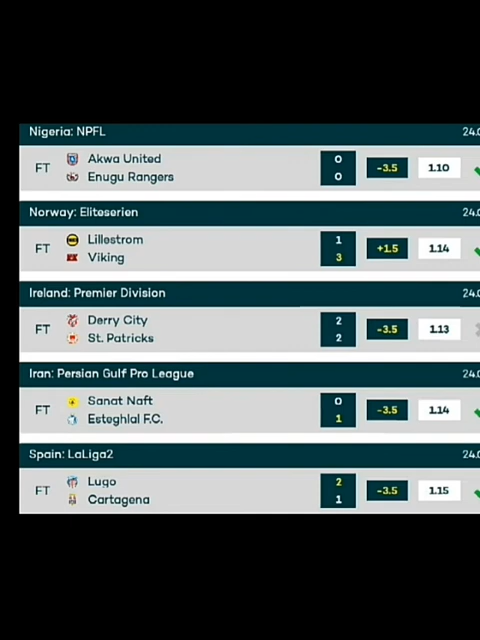 Nigeria: NPFL 24.0
FT Akwa United 0 -3.5 1.10
Enugu Rangers 0
Norway: Eliteserien 24.0
FT Lillestrom 1 +1.5 1.14
Viking 3
Ireland: Premier Division 24.0
FT Derry City 2 -3.5 1.13
St. Patricks 2
Iran: Persian Gulf Pro League 24.0
FT Sanat Naft 0 -3.5 1.14
Esteghlal F.C. 1
Spain: LaLiga2 24.0
FT Lugo 2 -3.5 1.15
Cartagena 1